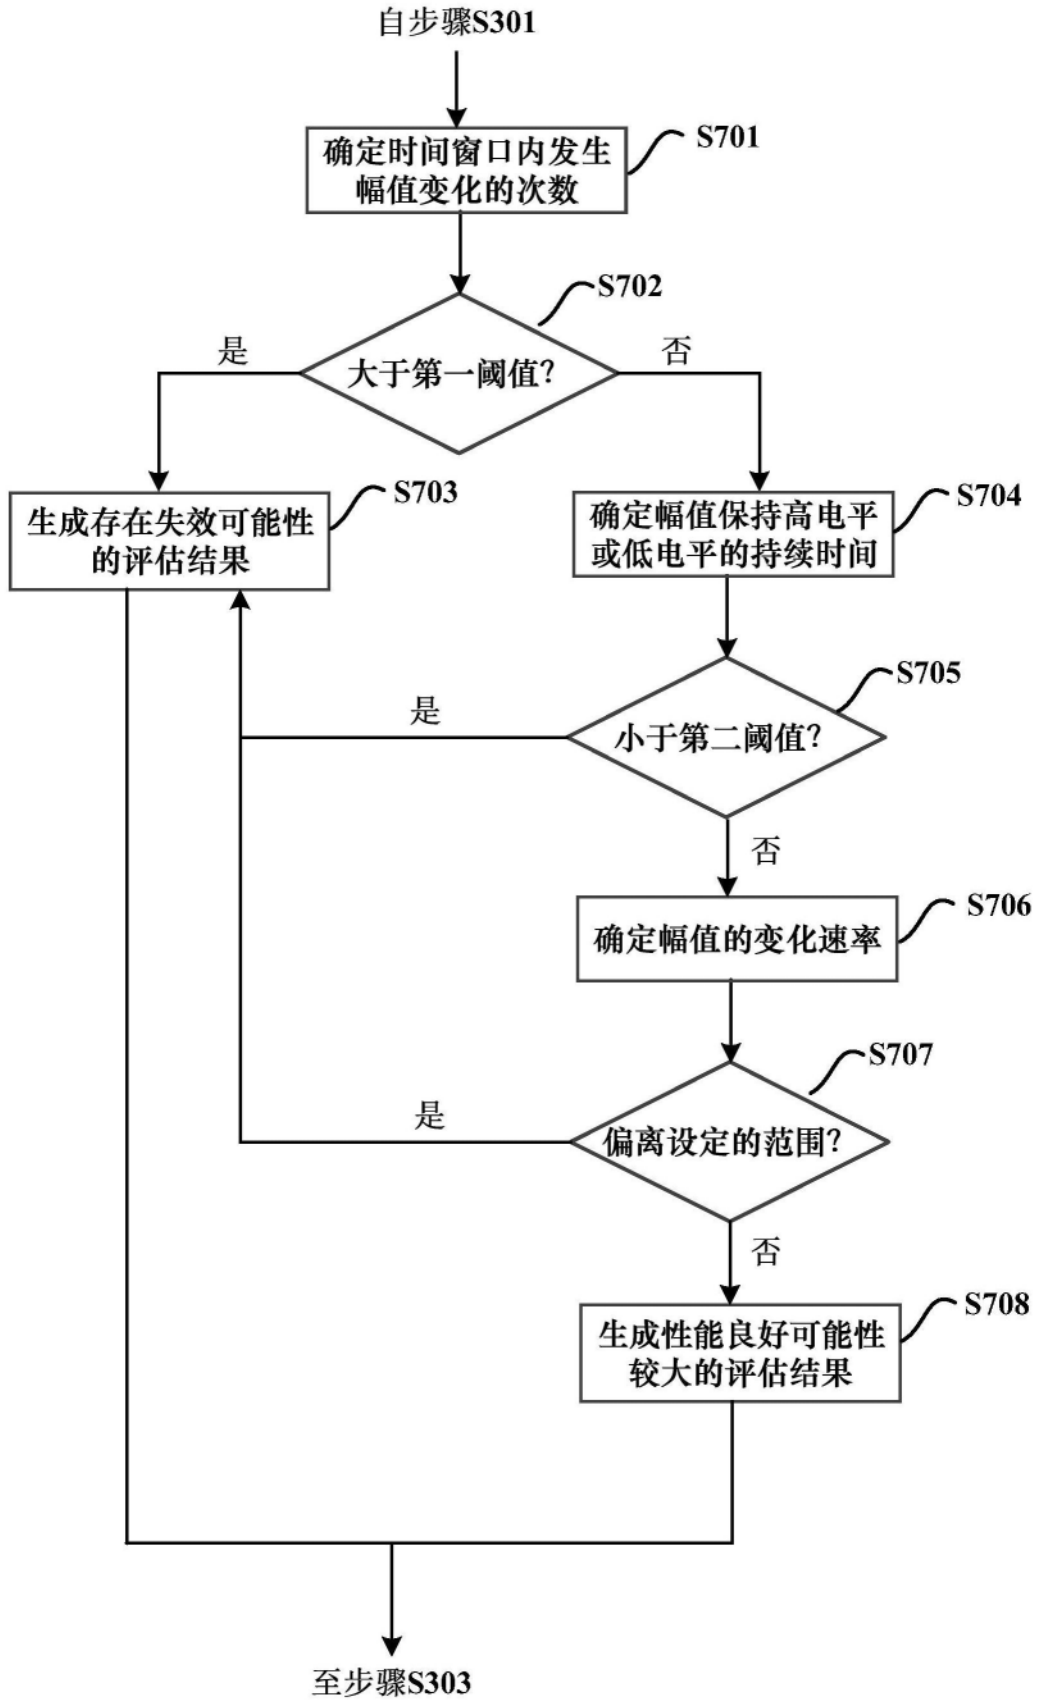 自步骤S301
S701
确定时间窗口内发生
幅值变化的次数
S702
大于第一阈值?
是
否
S703
生成存在失效可能性
的评估结果
S704
确定幅值保持高电平
或低电平的持续时间
S705
小于第二阈值?
是
否
S706
确定幅值的变化速率
S707
偏离设定的范围?
是
否
S708
生成性能良好可能性
较大的评估结果
至步骤S303